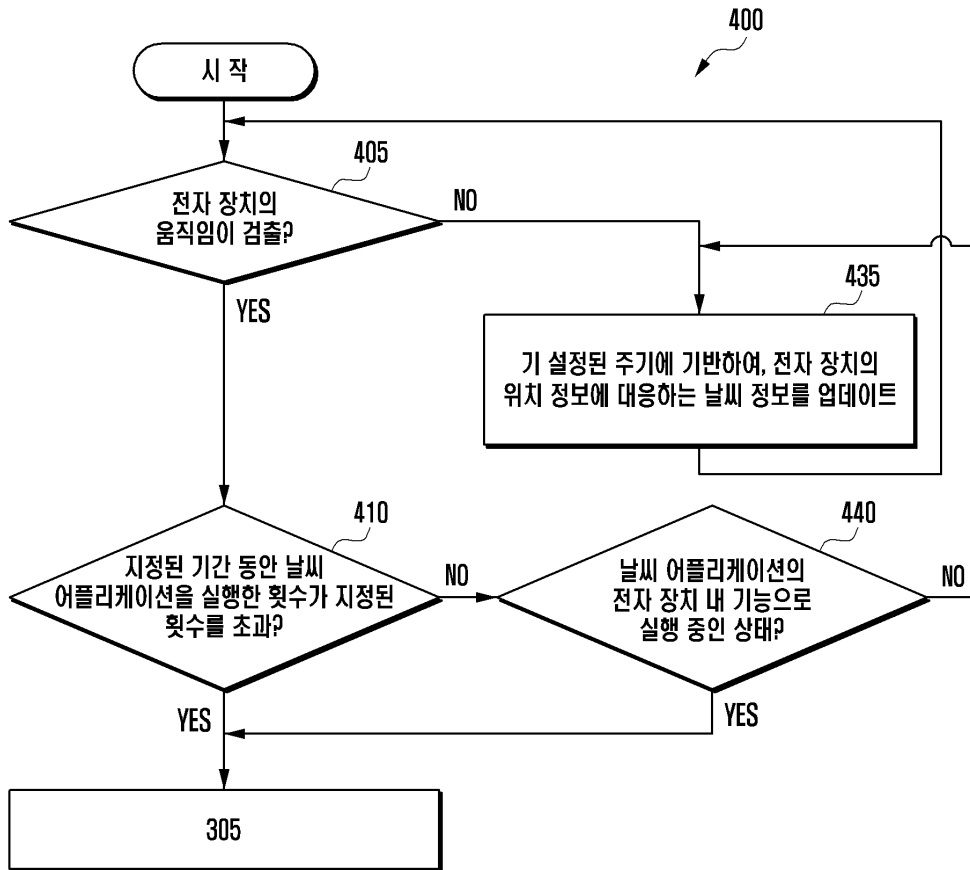 400
시 작
405
전자 장치의
움직임이 검출?
NO
YES
435
기 설정된 주기에 기반하여, 전자 장치의
위치 정보에 대응하는 날씨 정보를 업데이트
410
지정된 기간 동안 날씨
어플리케이션을 실행한 횟수가 지정된
횟수를 초과?
NO
YES
440
날씨 어플리케이션의
전자 장치 내 기능으로
실행 중인 상태?
NO
YES
305